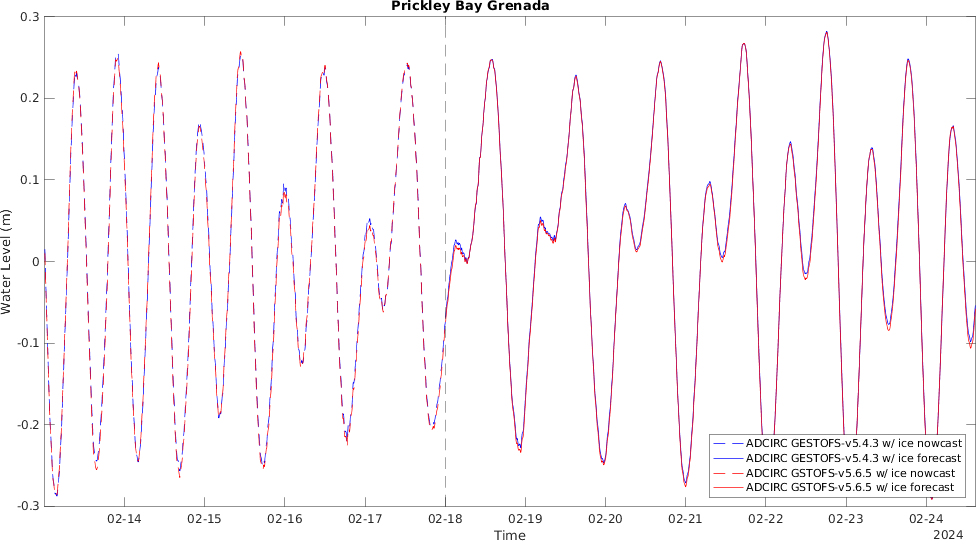 Prickley Bay Grenada
0.3
0.2
0.1
0
-0.1
-0.2
-0.3
Water Level (m)
ADCIRC GESTOFS-v5.4.3 w/ ice nowcast
ADCIRC GESTOFS-v5.4.3 w/ ice forecast
ADCIRC GSTOFS-v5.6.5 w/ ice nowcast
ADCIRC GSTOFS-v5.6.5 w/ ice forecast
02-14 02-15 02-16 02-17 02-18 02-19 02-20 02-21 02-22 02-23 02-24
Time
2024